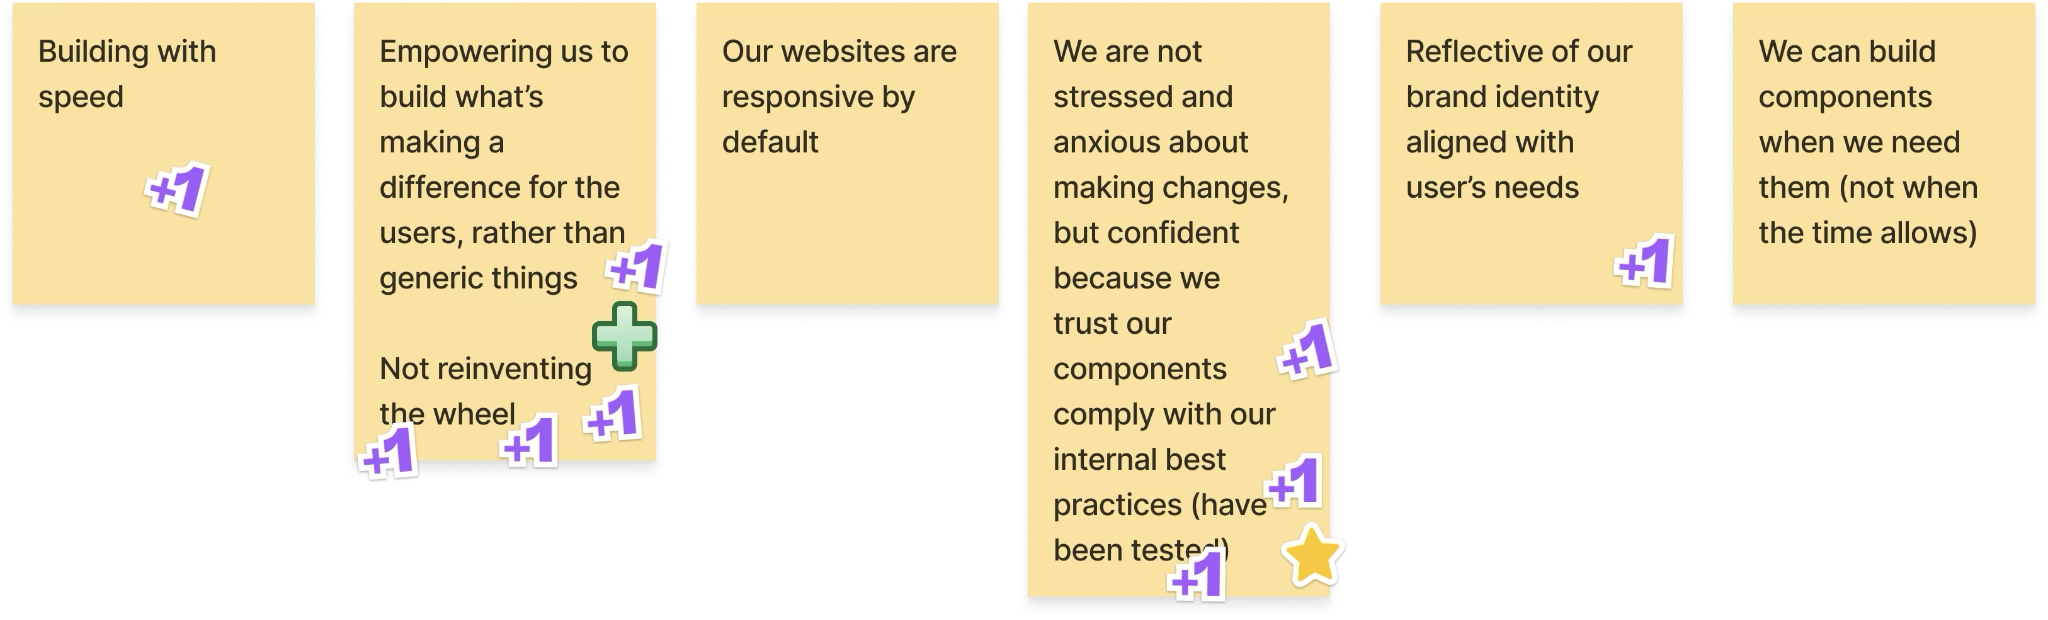 Building with
speed
+1
Empowering us to
build what's
making a
difference for the
users, rather than
generic things
+1
Not reinventing
the wheel
+1
+1
+1
Our websites are
responsive by
default
We are not
stressed and
anxious about
making changes,
but confident
because we
trust our
components
comply with our
internal best
practices (have
been tested)
+1
+1
+1
Reflective of our
brand identity
aligned with
user's needs
+1
We can build
components
when we need
them (not when
the time allows)